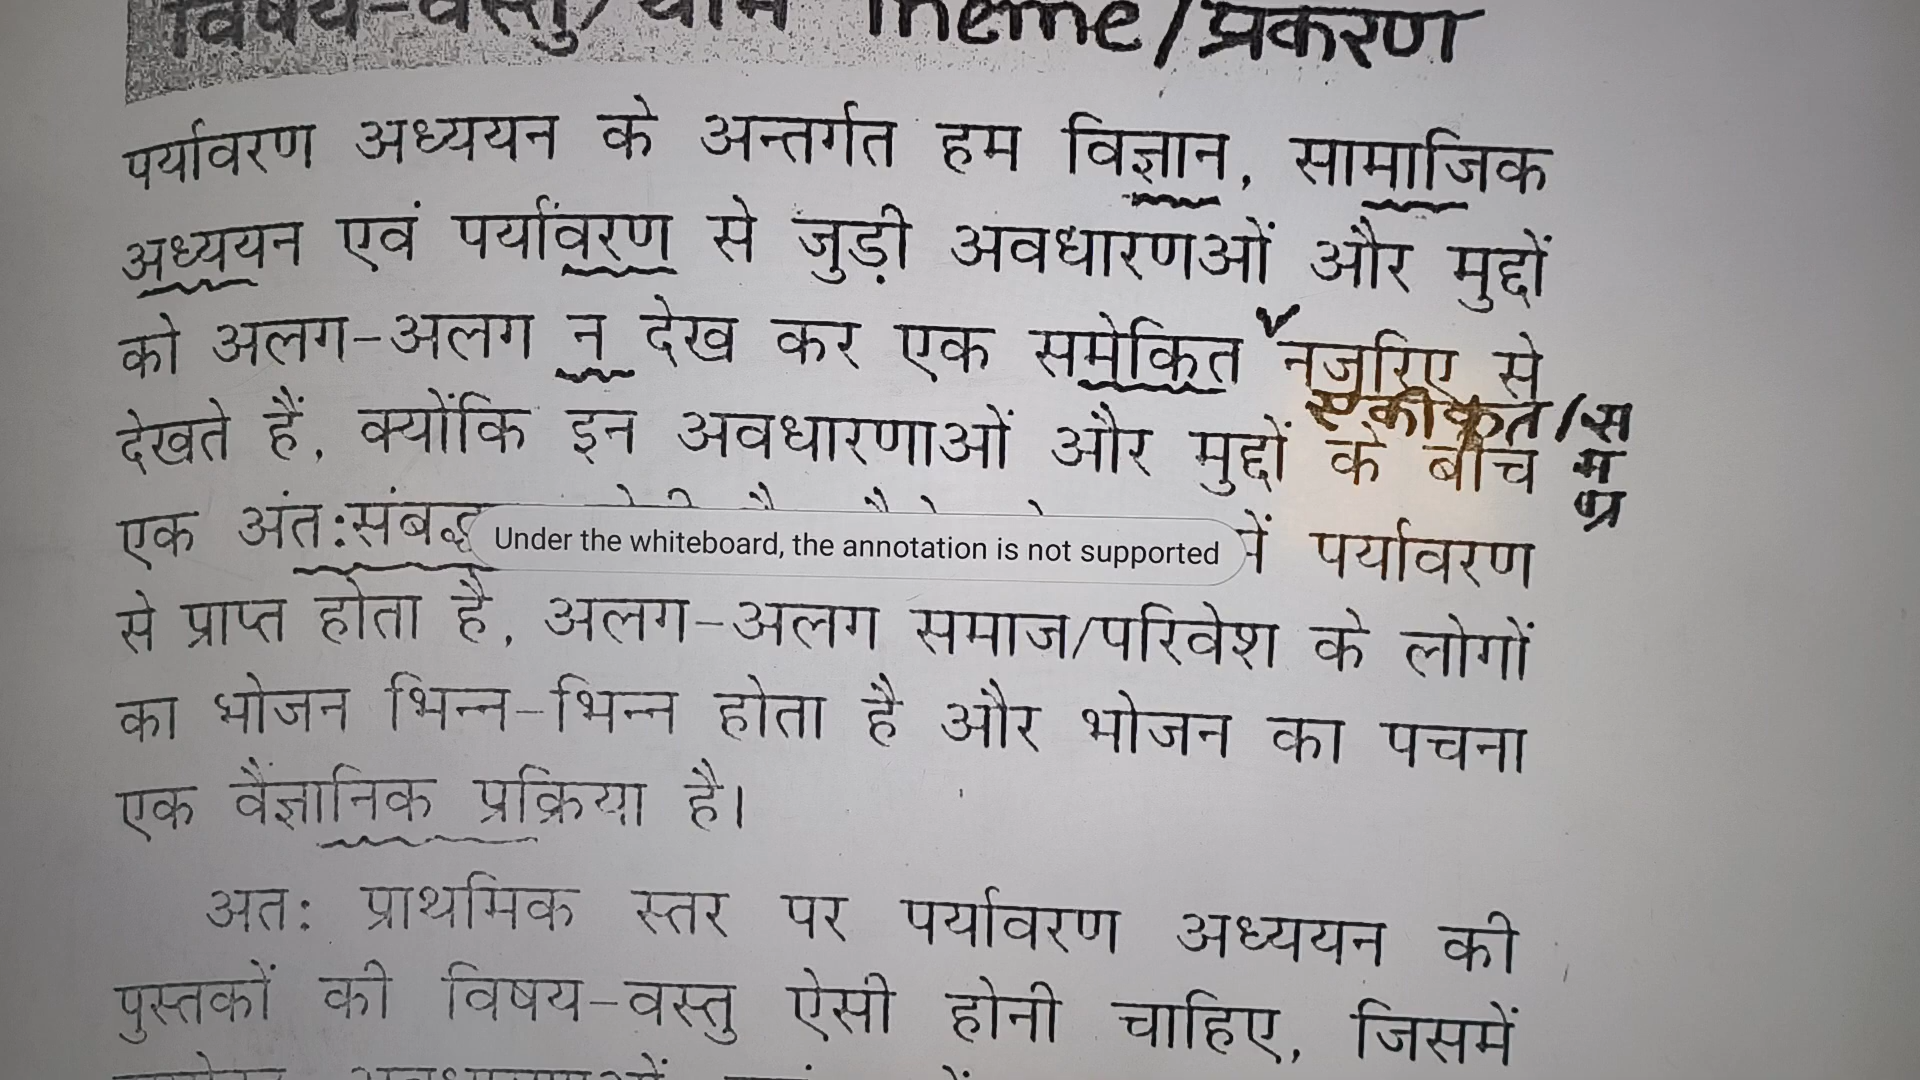 विषय-वस्तु/थीम Theme/प्रकरण
पर्यावरण अध्ययन के अन्तर्गत हम विज्ञान, सामाजिक
अध्ययन एवं पर्यावरण से जुड़ी अवधारणओं और मुद्दों
को अलग-अलग न देख कर एक समेकित नजरिए से
एकीकृत/समग्र
देखते हैं, क्योंकि इन अवधारणाओं और मुद्दों के बीच
एक अंत:संबद्ध पर्यावरण
Under the whiteboard, the annotation is not supported
से प्राप्त होता है, अलग-अलग समाज/परिवेश के लोगों
का भोजन भिन्न-भिन्न होता है और भोजन का पचना
एक वैज्ञानिक प्रक्रिया है।
अत: प्राथमिक स्तर पर पर्यावरण अध्ययन की
पुस्तकों की विषय-वस्तु ऐसी होनी चाहिए, जिसमें